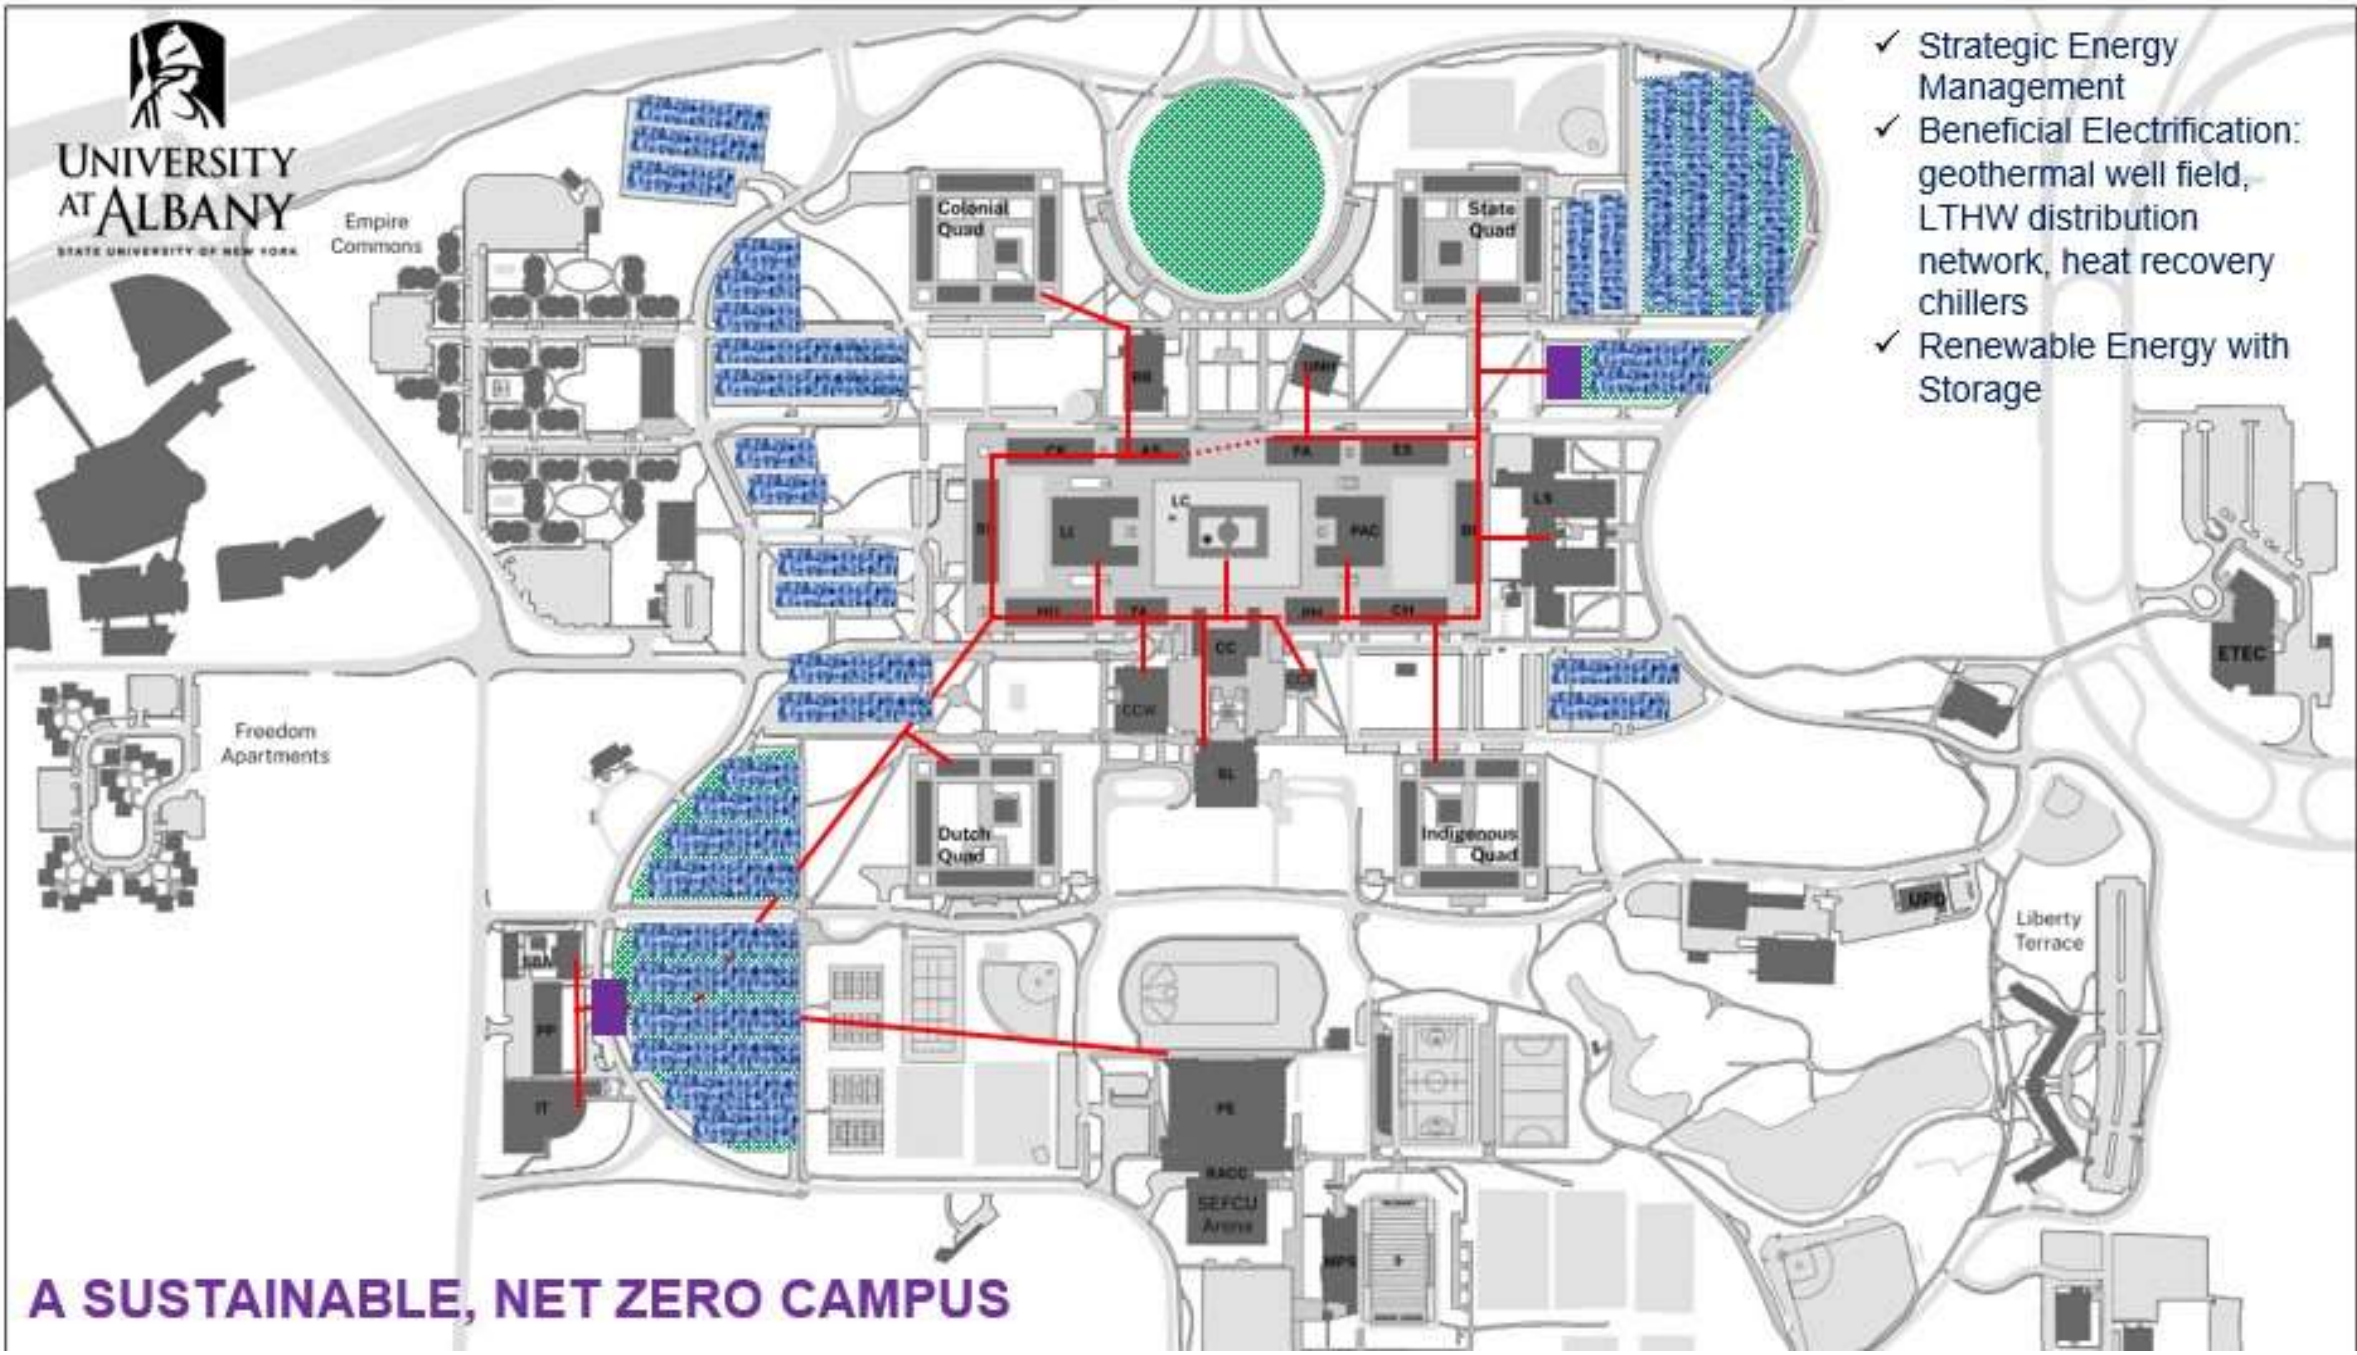 UNIVERSITY
AT ALBANY
STATE UNIVERSITY OF NEW YORK
✓ Strategic Energy
Management
✓ Beneficial Electrification:
geothermal well field,
LTHW distribution
network, heat recovery
chillers
✓ Renewable Energy with
Storage
Empire
Commons
Colonial
Quad
State
Quad
LC
LI
PAC
LS
CH
CC
CCW
ETEC
Freedom
Apartments
Dutch
Quad
Indigenous
Quad
UPD
Liberty
Terrace
PP
IT
PE
RACC
SEFCU
Arena
A SUSTAINABLE, NET ZERO CAMPUS